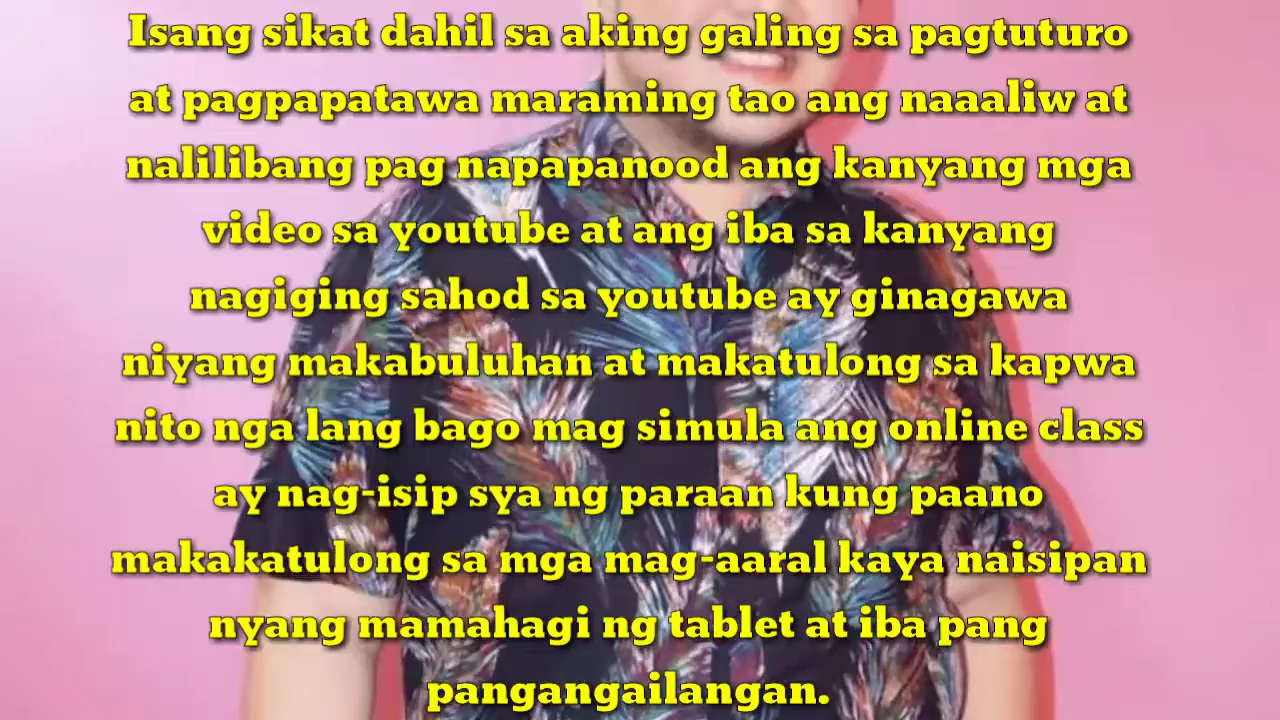 Isang sikat dahil sa aking galing sa pagtuturo
at pagpapatawa maraming tao ang naaaliw at
nalilibang pag napapanood ang kanyang mga
video sa youtube at ang iba sa kanyang
nagiging sahod sa youtube ay ginagawa
niyang makabuluhan at makatulong sa kapwa
nito nga lang bago mag simula ang online class
ay nag-isip sya ng paraan kung paano
makakatulong sa mga mag-aaral kaya naisipan
nyang mamahagi ng tablet at iba pang
pangangailangan.